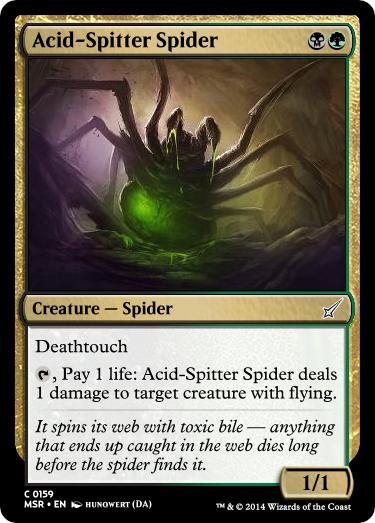 Acid-Spitter Spider
Creature — Spider
Deathtouch
, Pay 1 life: Acid-Spitter Spider deals
1 damage to target creature with flying.
It spins its web with toxic bile — anything
that ends up caught in the web dies long
before the spider finds it.
1/1
C 0159
MSR • EN HUNOWERT (DA)
™ & © 2014 Wizards of the Coast